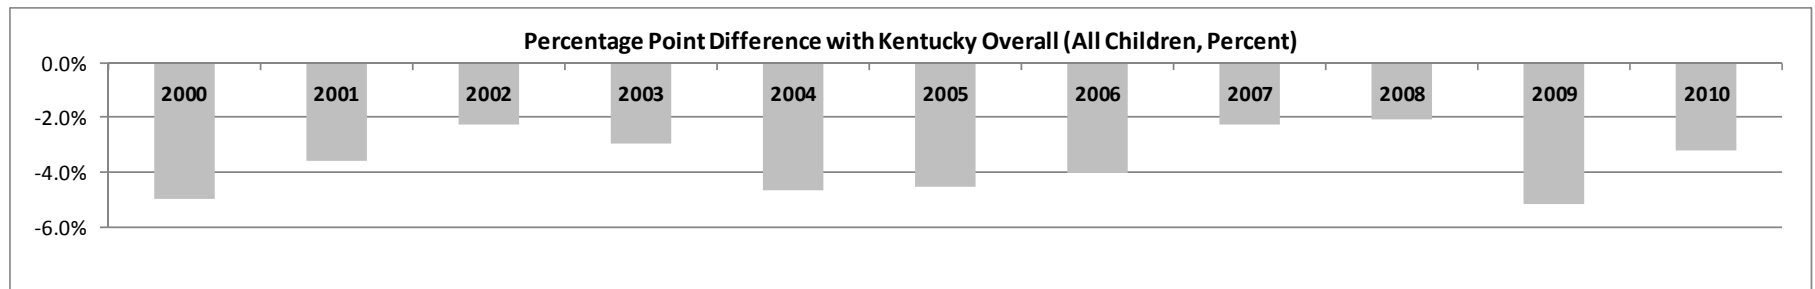 Percentage Point Difference with Kentucky Overall (All Children, Percent)
0.0%
2000 2001 2002 2003 2004 2005 2006 2007 2008 2009 2010
-2.0%
-4.0%
-6.0%